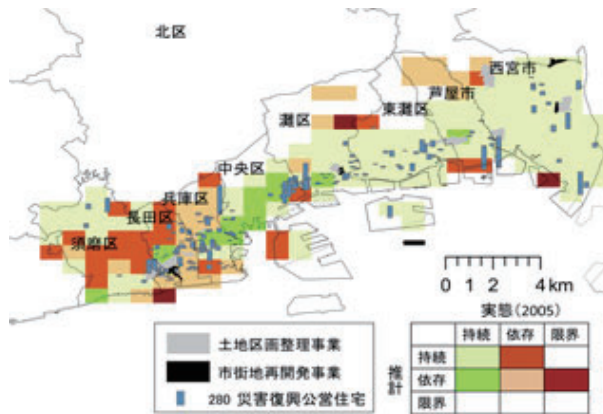 北区
西宮市
芦屋市
東灘区
灘区
中央区
兵庫区
長田区
須磨区
0 1 2 4 km
実態(2005)
持続 依存 限界
推計
持続
依存
限界
土地区画整理事業
市街地再開発事業
280 災害復興公営住宅